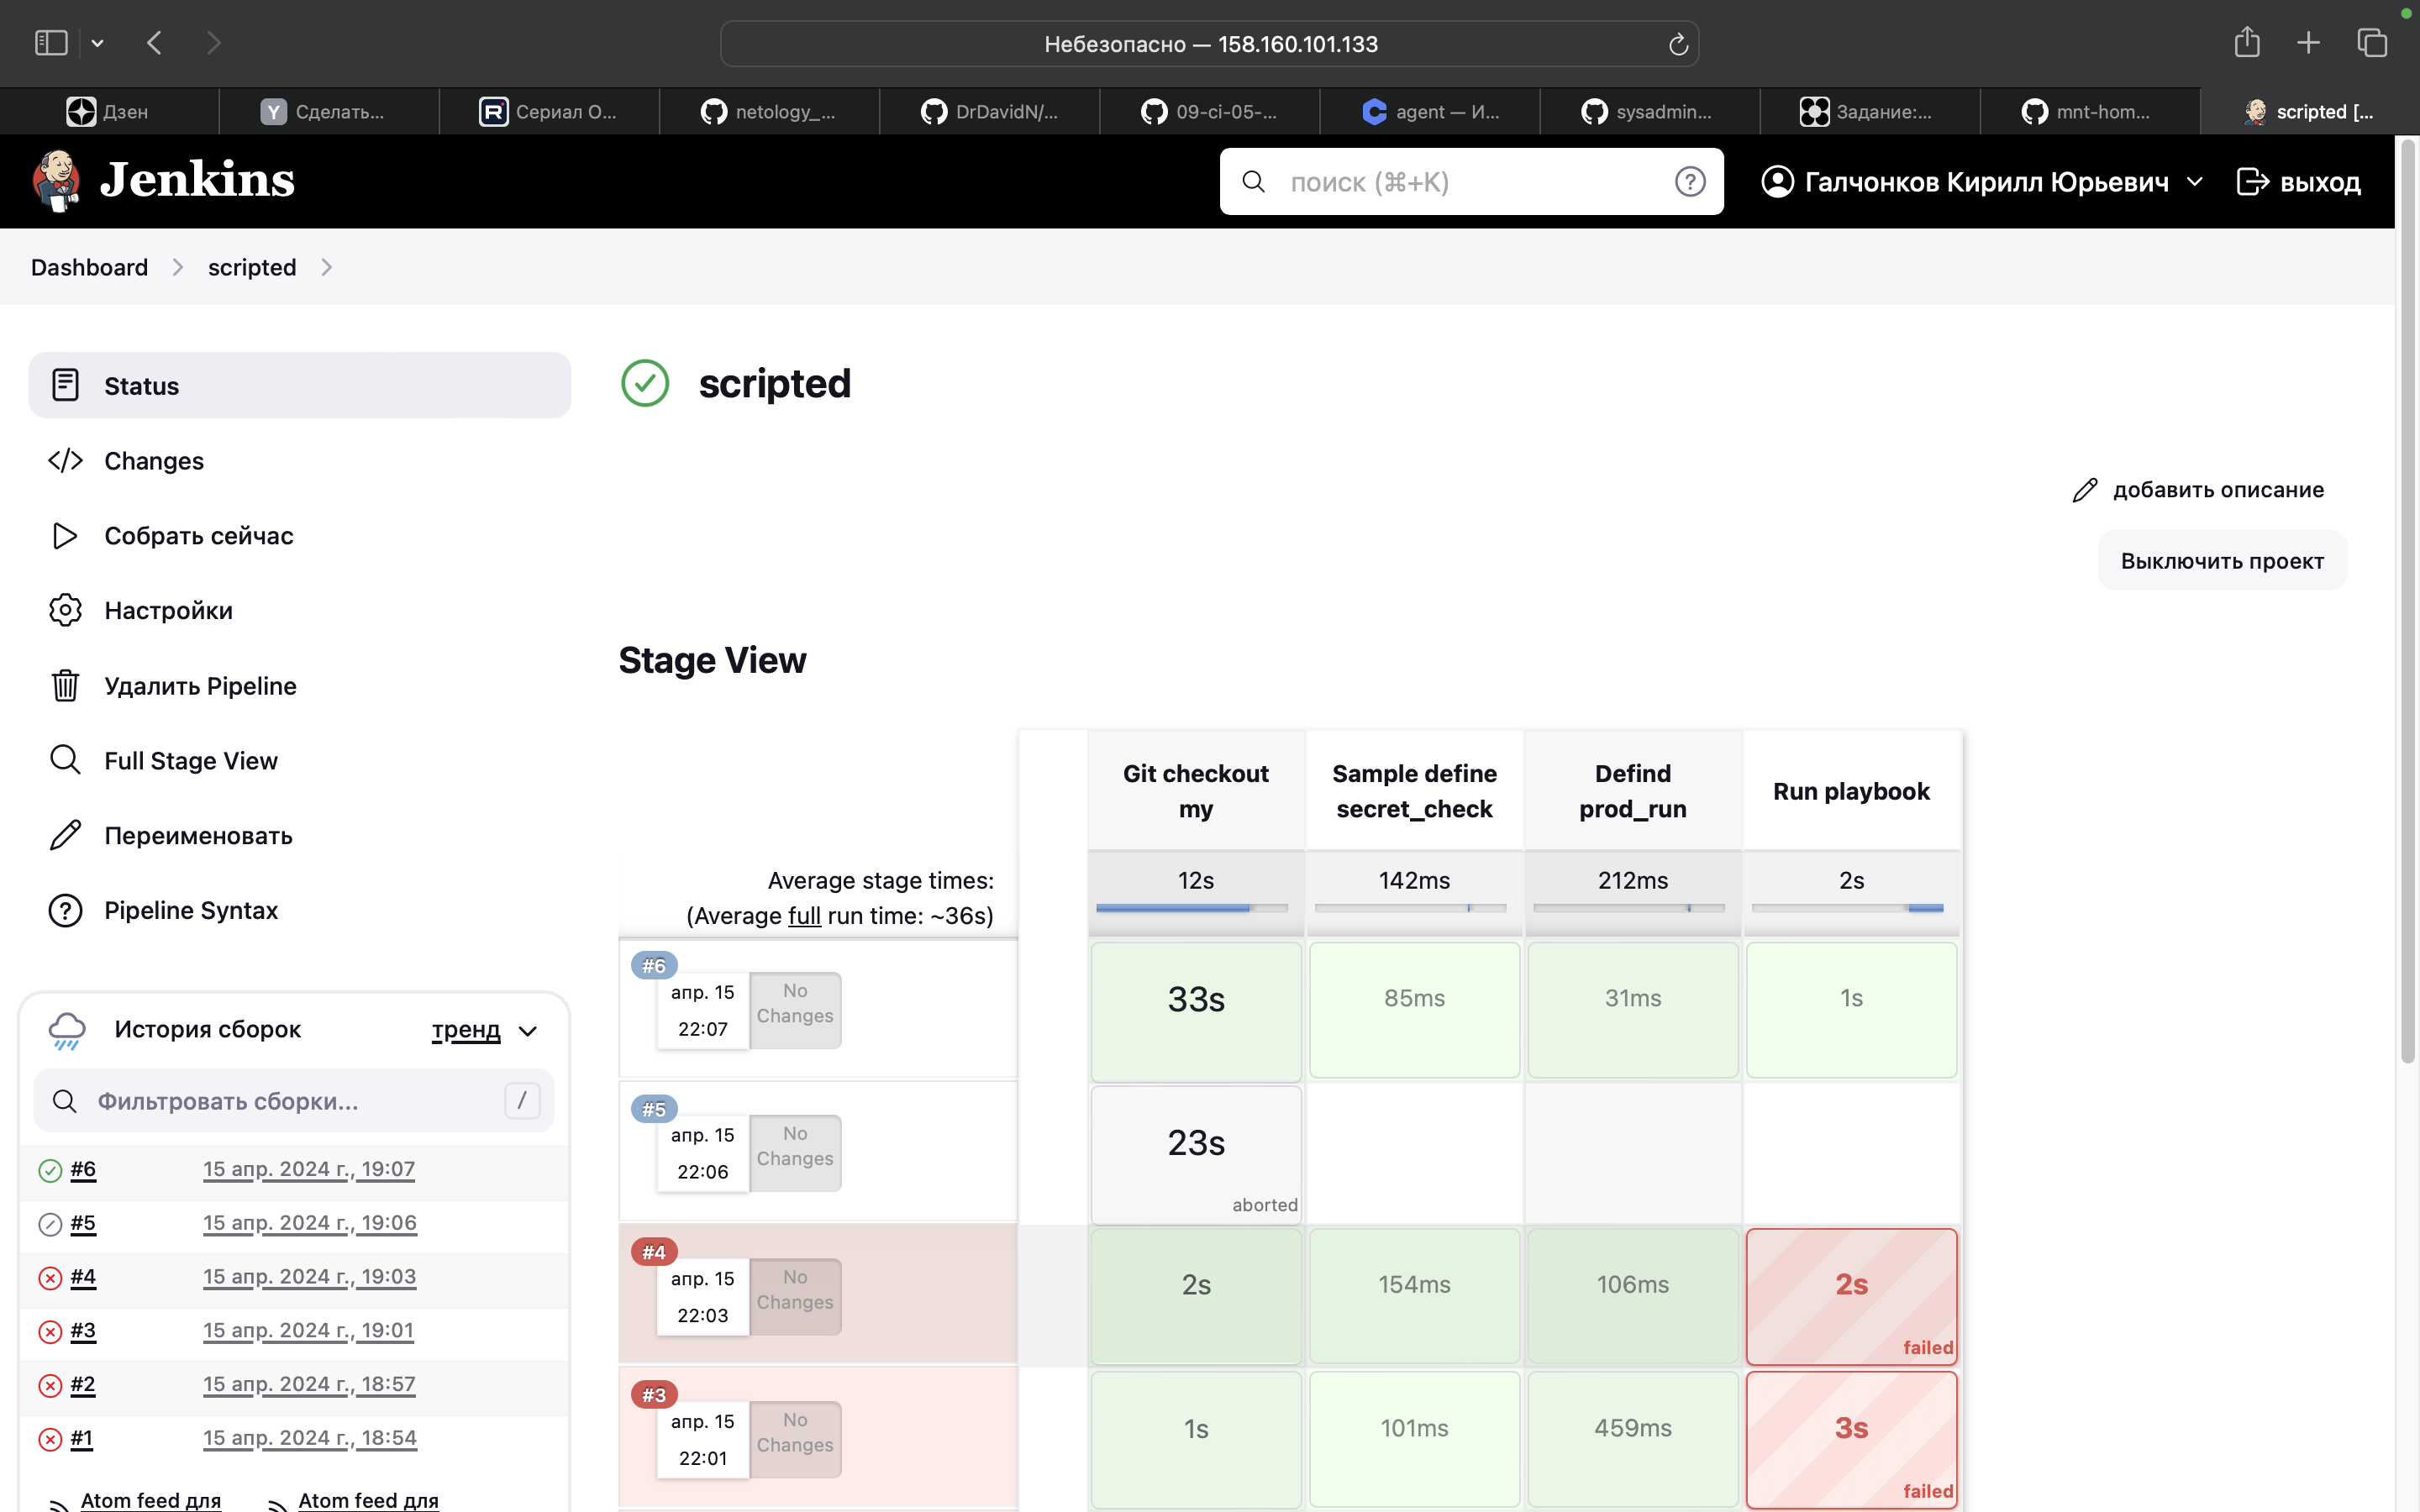 Небезопасно — 158.160.101.133
Дзен
Сделать...
Сериал О...
netology_...
DrDavidN/...
09-ci-05-...
agent — И...
sysadmin...
Задание:...
mnt-hom...
scripted [...
Jenkins
поиск (⌘+K)
Галчонков Кирилл Юрьевич
выход
Dashboard
scripted
Status
Changes
Собрать сейчас
Настройки
Удалить Pipeline
Full Stage View
Переименовать
Pipeline Syntax
История сборок
тренд
Фильтровать сборки...
/
#6 15 апр. 2024 г., 19:07
#5 15 апр. 2024 г., 19:06
#4 15 апр. 2024 г., 19:03
#3 15 апр. 2024 г., 19:01
#2 15 апр. 2024 г., 18:57
#1 15 апр. 2024 г., 18:54
Atom feed для
Atom feed для
scripted
добавить описание
Выключить проект
Stage View
Git checkout
my
Sample define
secret_check
Defind
prod_run
Run playbook
Average stage times:
(Average full run time: ~36s)
12s
142ms
212ms
2s
#6
апр. 15
22:07
No
Changes
33s
85ms
31ms
1s
#5
апр. 15
22:06
No
Changes
23s
aborted
#4
апр. 15
22:03
No
Changes
2s
154ms
106ms
2s
failed
#3
апр. 15
22:01
No
Changes
1s
101ms
459ms
3s
failed